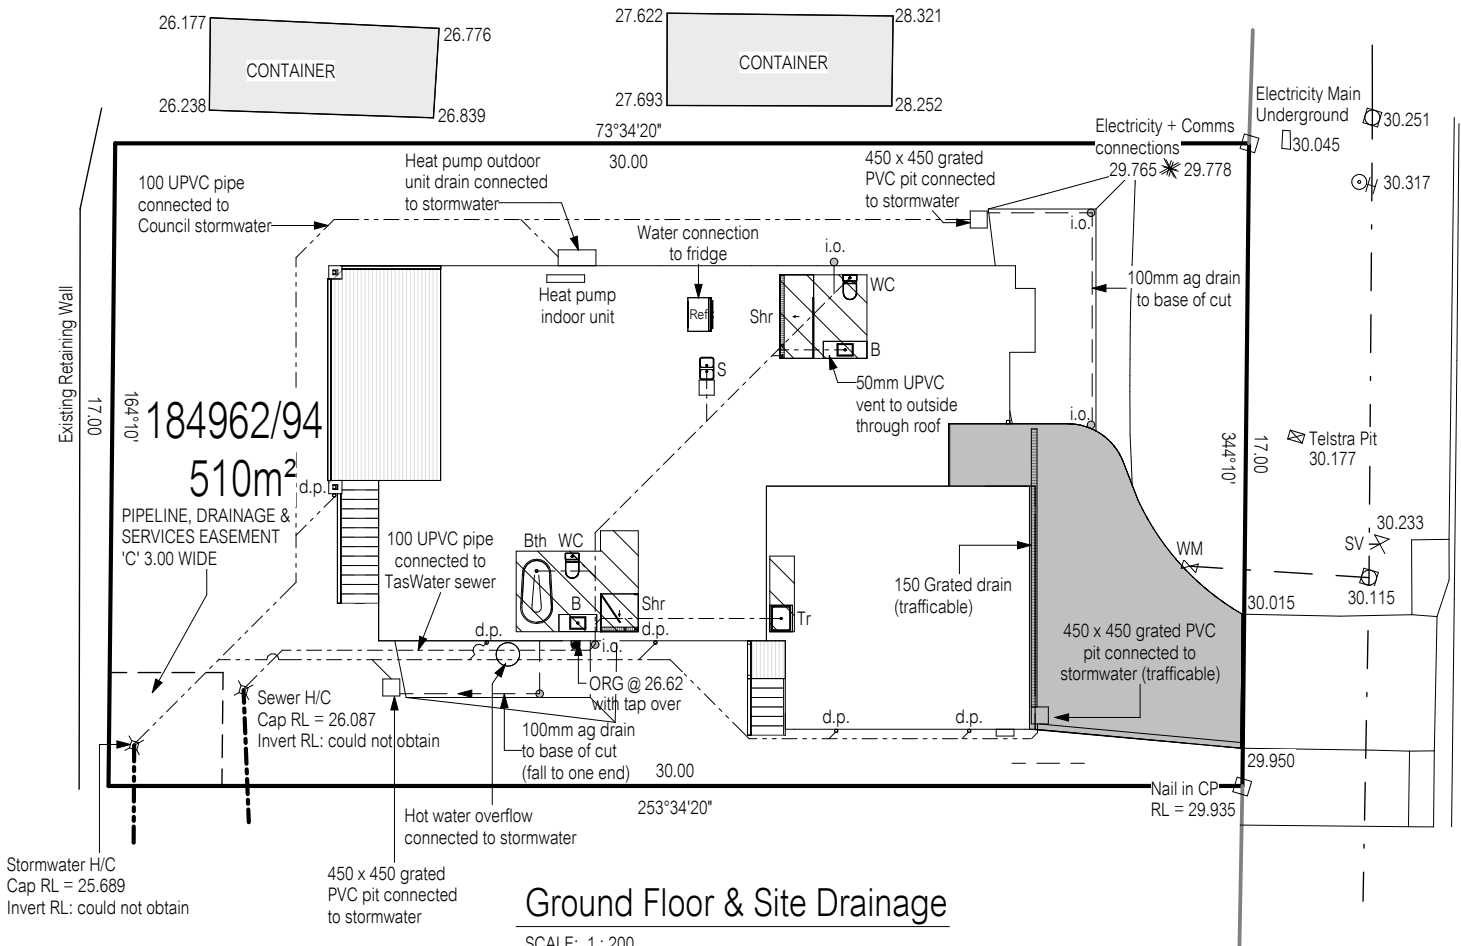 26.177
26.776
CONTAINER
26.238
26.839
27.622
28.321
CONTAINER
27.693
28.252
73°34'20"
30.00
Electricity + Comms
connections
29.765
29.778
Electricity Main
Underground
30.045
30.251
30.317
100 UPVC pipe
connected to
Council stormwater
Heat pump outdoor
unit drain connected
to stormwater
450 x 450 grated
PVC pit connected
to stormwater
Water connection
to fridge
i.o.
i.o.
100mm ag drain
to base of cut
Heat pump
indoor unit
Ref
Shr
WC
B
S
50mm UPVC
vent to outside
through roof
i.o.
Existing Retaining Wall
17.00
164°10'
184962/94
510m²
d.p.
PIPELINE, DRAINAGE &
SERVICES EASEMENT
'C' 3.00 WIDE
344°10'
17.00
Telstra Pit
30.177
100 UPVC pipe
connected to
TasWater sewer
Bth
WC
B
Shr
Tr
150 Grated drain
(trafficable)
WM
SV
30.233
30.115
30.015
d.p.
i.o.
d.p.
450 x 450 grated PVC
pit connected to
stormwater (trafficable)
Sewer H/C
Cap RL = 26.087
Invert RL: could not obtain
ORG @ 26.62
with tap over
100mm ag drain
to base of cut
(fall to one end)
d.p.
d.p.
29.950
30.00
253°34'20"
Nail in CP
RL = 29.935
Hot water overflow
connected to stormwater
Stormwater H/C
Cap RL = 25.689
Invert RL: could not obtain
450 x 450 grated
PVC pit connected
to stormwater
Ground Floor & Site Drainage
SCALE: 1 : 200